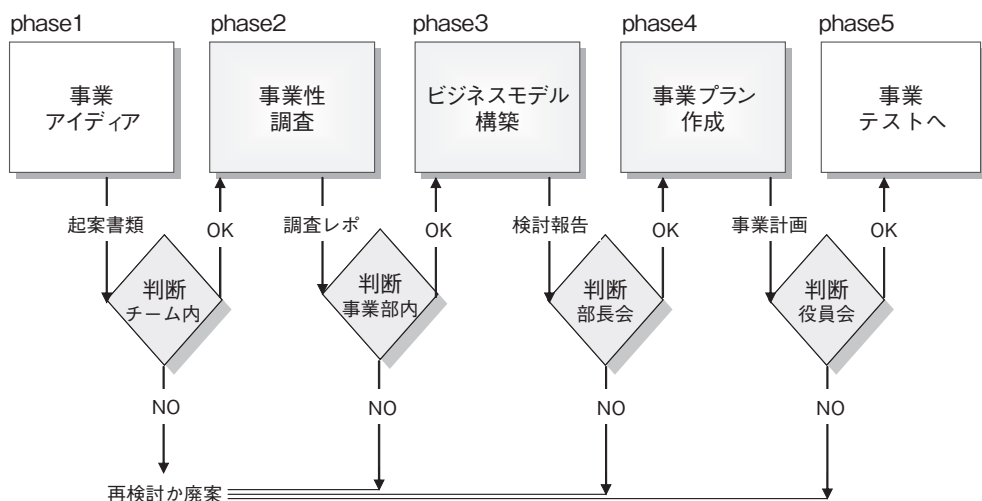 phase1
phase2
phase3
phase4
phase5
事業
アイディア
事業性
調査
ビジネスモデル
構築
事業プラン
作成
事業
テストへ
起案書類
OK
調査レポ
OK
検討報告
OK
事業計画
OK
判断
チーム内
判断
事業部内
判断
部長会
判断
役員会
NO
NO
NO
NO
再検討か廃案